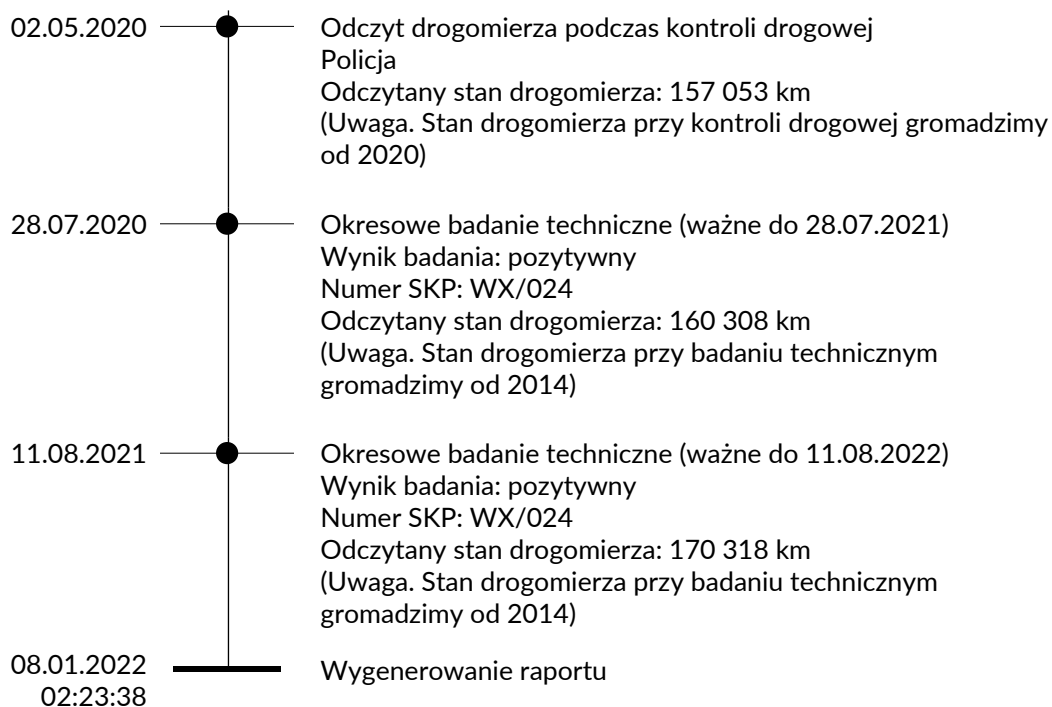 02.05.2020
Odczyt drogomierza podczas kontroli drogowej
Policja
Odczytany stan drogomierza: 157 053 km
(Uwaga. Stan drogomierza przy kontroli drogowej gromadzimy
od 2020)
28.07.2020
Okresowe badanie techniczne (ważne do 28.07.2021)
Wynik badania: pozytywny
Numer SKP: WX/024
Odczytany stan drogomierza: 160 308 km
(Uwaga. Stan drogomierza przy badaniu technicznym
gromadzimy od 2014)
11.08.2021
Okresowe badanie techniczne (ważne do 11.08.2022)
Wynik badania: pozytywny
Numer SKP: WX/024
Odczytany stan drogomierza: 170 318 km
(Uwaga. Stan drogomierza przy badaniu technicznym
gromadzimy od 2014)
08.01.2022
02:23:38
Wygenerowanie raportu